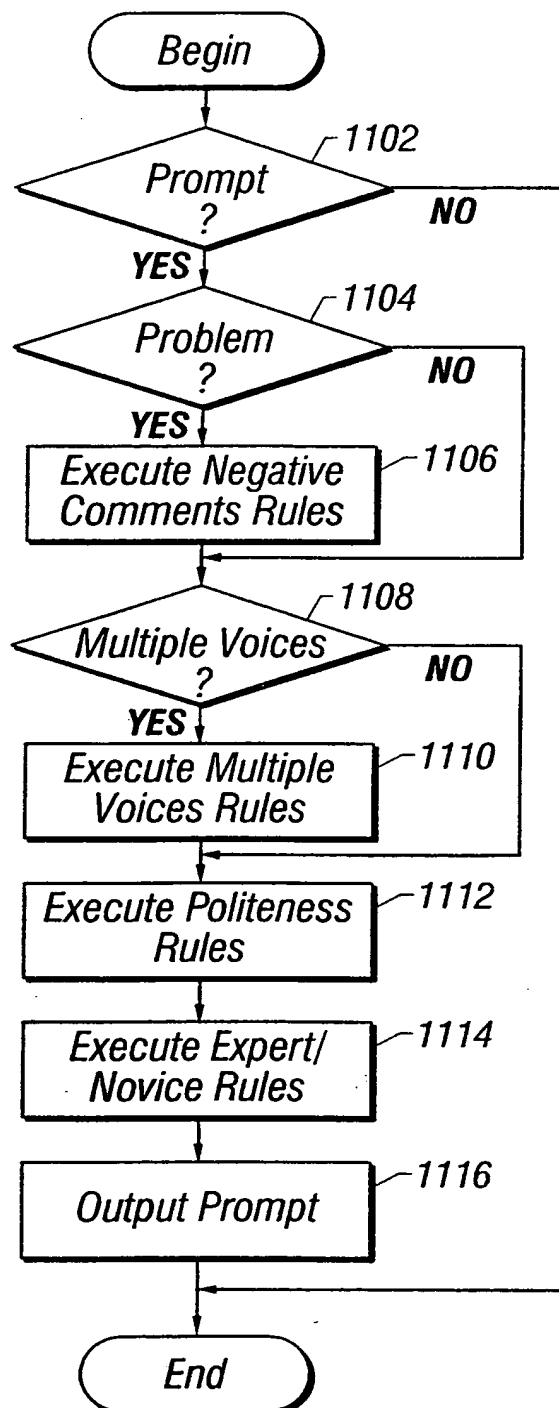 Begin
1102
Prompt
?
NO
YES
1104
Problem
?
NO
YES
Execute Negative
Comments Rules
1106
1108
Multiple Voices
?
NO
YES
Execute Multiple
Voices Rules
1110
Execute Politeness
Rules
1112
Execute Expert/
Novice Rules
1114
Output Prompt
1116
End